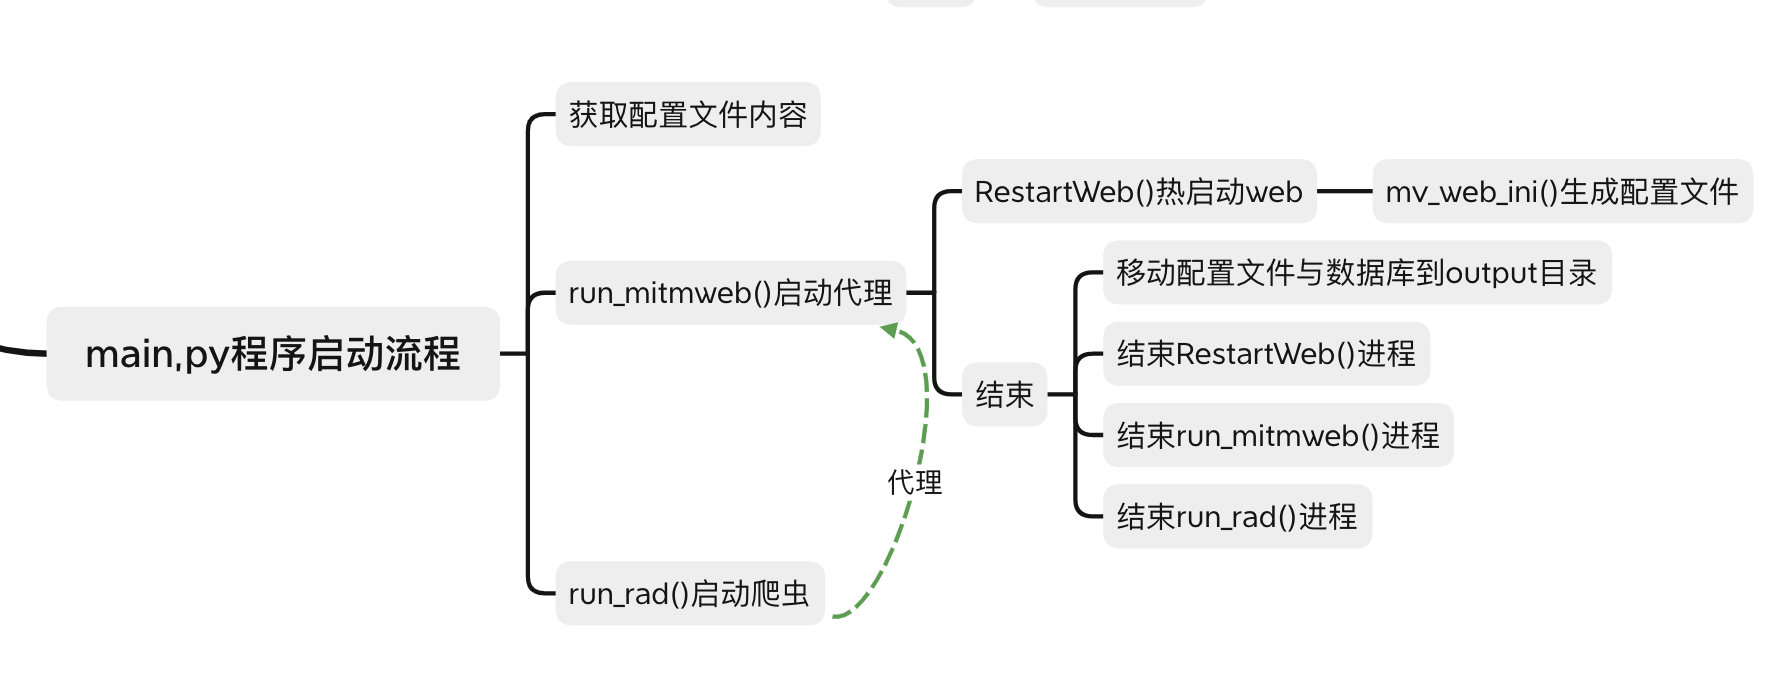 获取配置文件内容
RestartWeb()热启动web
mv_web_ini()生成配置文件
移动配置文件与数据库到output目录
run_mitmweb()启动代理
main,py程序启动流程
结束RestartWeb()进程
结束
结束run_mitmweb()进程
代理
结束run_rad()进程
run_rad()启动爬虫